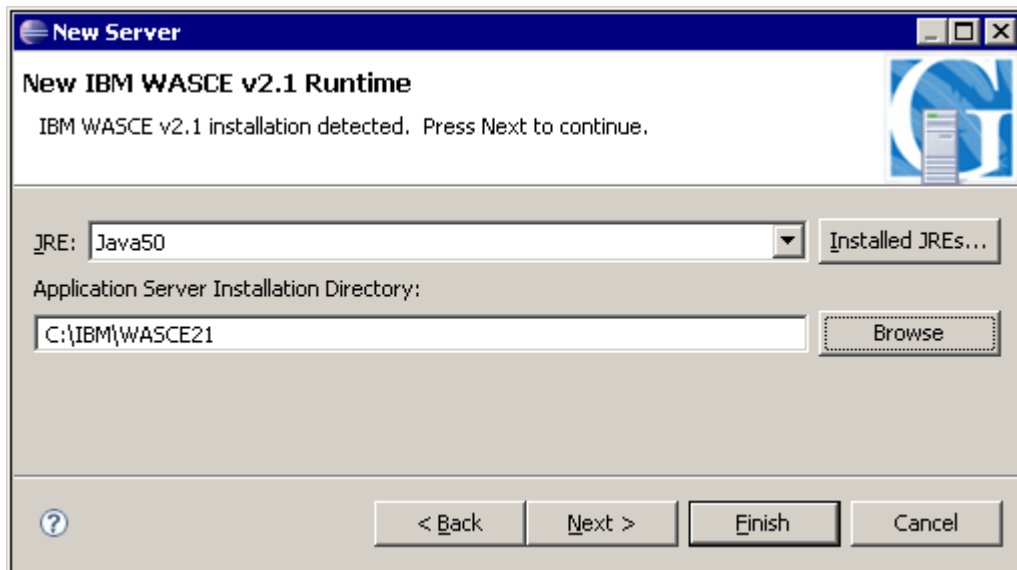 New Server
New IBM WASCE v2.1 Runtime
IBM WASCE v2.1 installation detected. Press Next to continue.
G
JRE: Java50 Installed JREs...
Application Server Installation Directory:
C:\IBM\WASCE21 Browse
? < Back Next > Finish Cancel